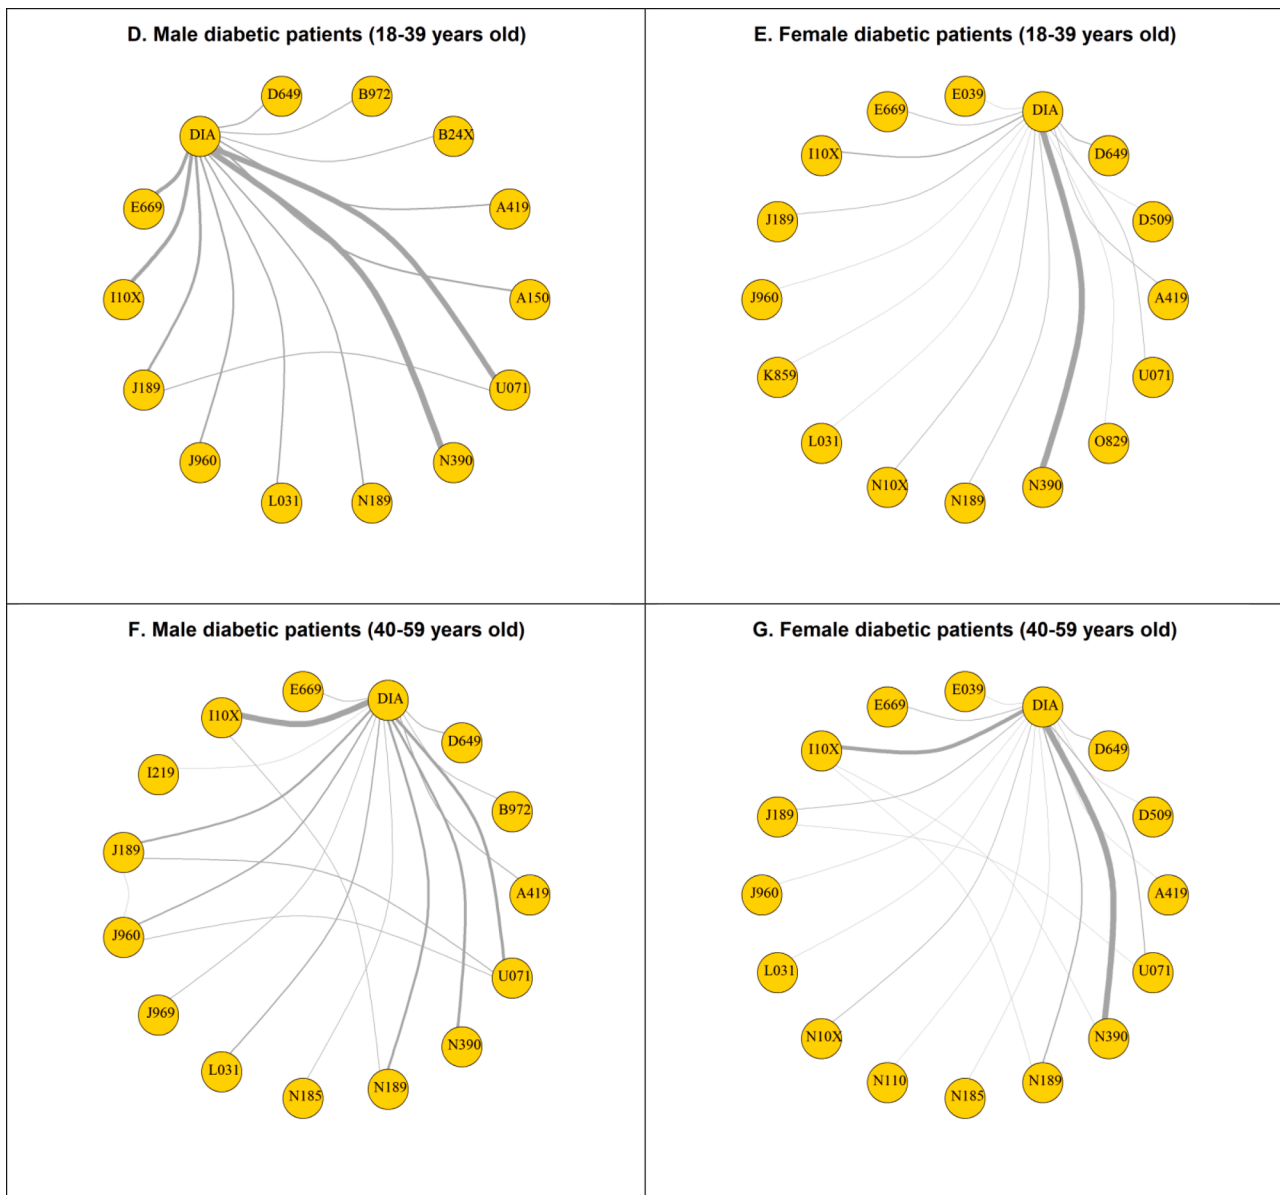 D. Male diabetic patients (18-39 years old)
D649
B972
DIA
B24X
E669
A419
I10X
A150
J189
U071
J960
N390
L031
N189
E. Female diabetic patients (18-39 years old)
E039
E669
DIA
I10X
D649
J189
D509
J960
A419
K859
U071
L031
O829
N10X
N390
N189
F. Male diabetic patients (40-59 years old)
E669
DIA
I10X
D649
I219
B972
J189
A419
J960
U071
J969
N390
L031
N189
N185
G. Female diabetic patients (40-59 years old)
E039
E669
DIA
I10X
D649
J189
D509
J960
A419
L031
U071
N10X
N390
N110
N189
N185